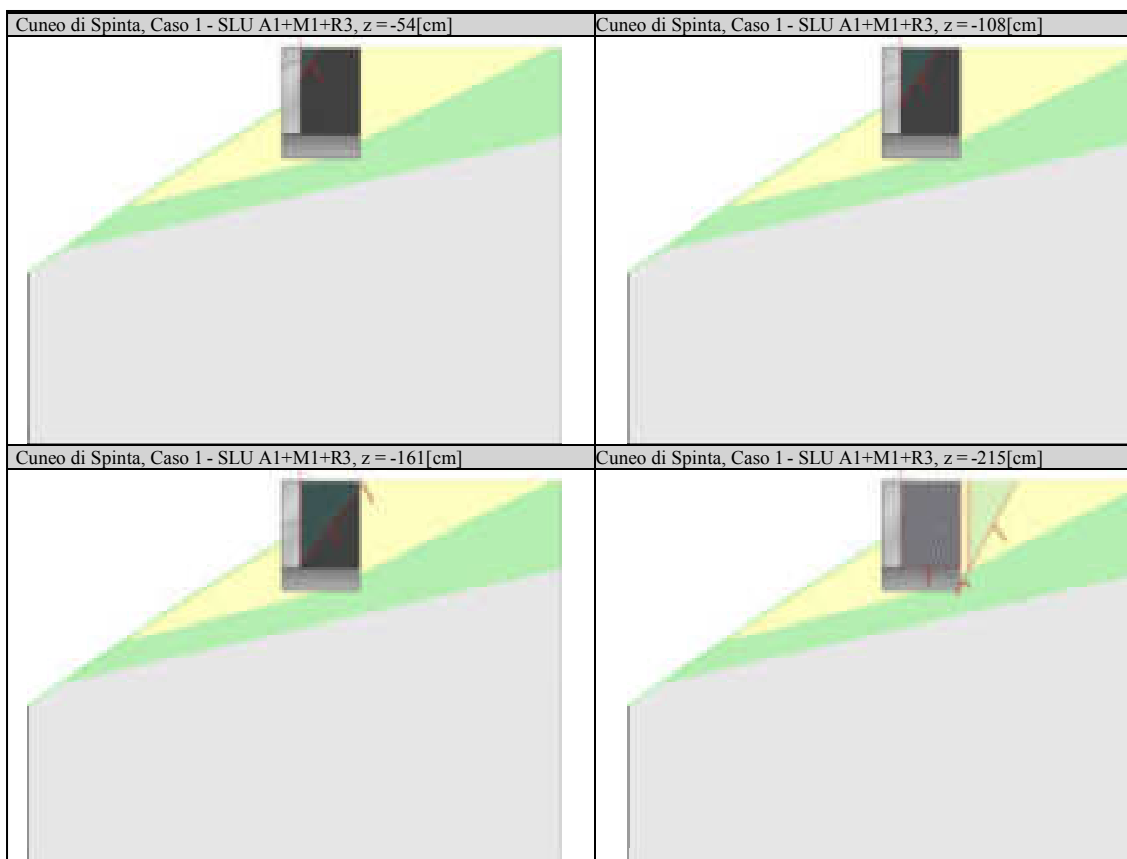 Cuneo di Spinta, Caso 1 - SLU A1+M1+R3, z = -54[cm]
Cuneo di Spinta, Caso 1 - SLU A1+M1+R3, z = -108[cm]
Cuneo di Spinta, Caso 1 - SLU A1+M1+R3, z = -161[cm]
Cuneo di Spinta, Caso 1 - SLU A1+M1+R3, z = -215[cm]